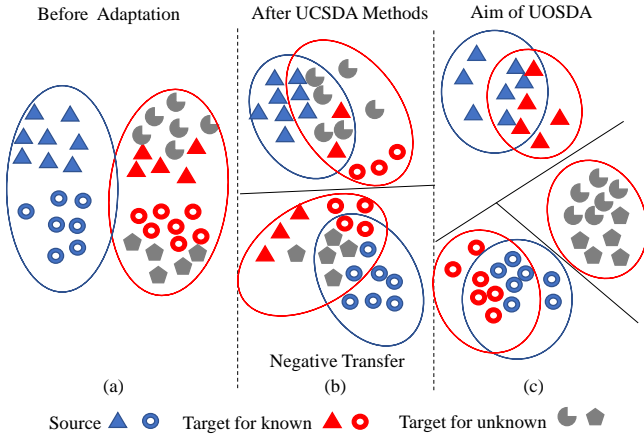 Before Adaptation
After UCSDA Methods
Aim of UOSDA
Negative Transfer
(a)
(b)
(c)
Source
Target for known
Target for unknown